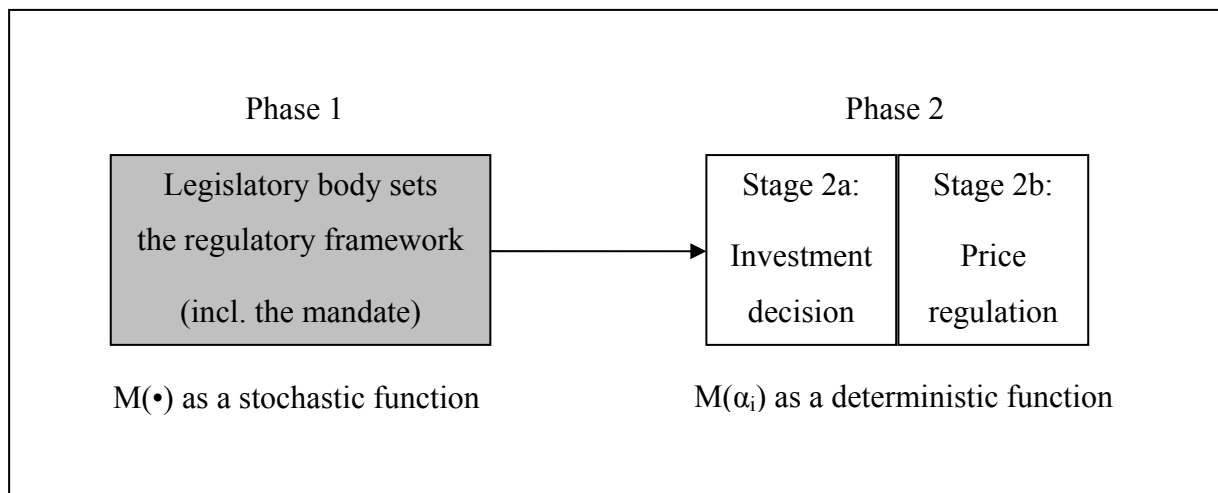 Phase 1
Legislatory body sets
the regulatory framework
(incl. the mandate)
M(•) as a stochastic function
Phase 2
Stage 2a:
Investment
decision
Stage 2b:
Price
regulation
M(αi) as a deterministic function